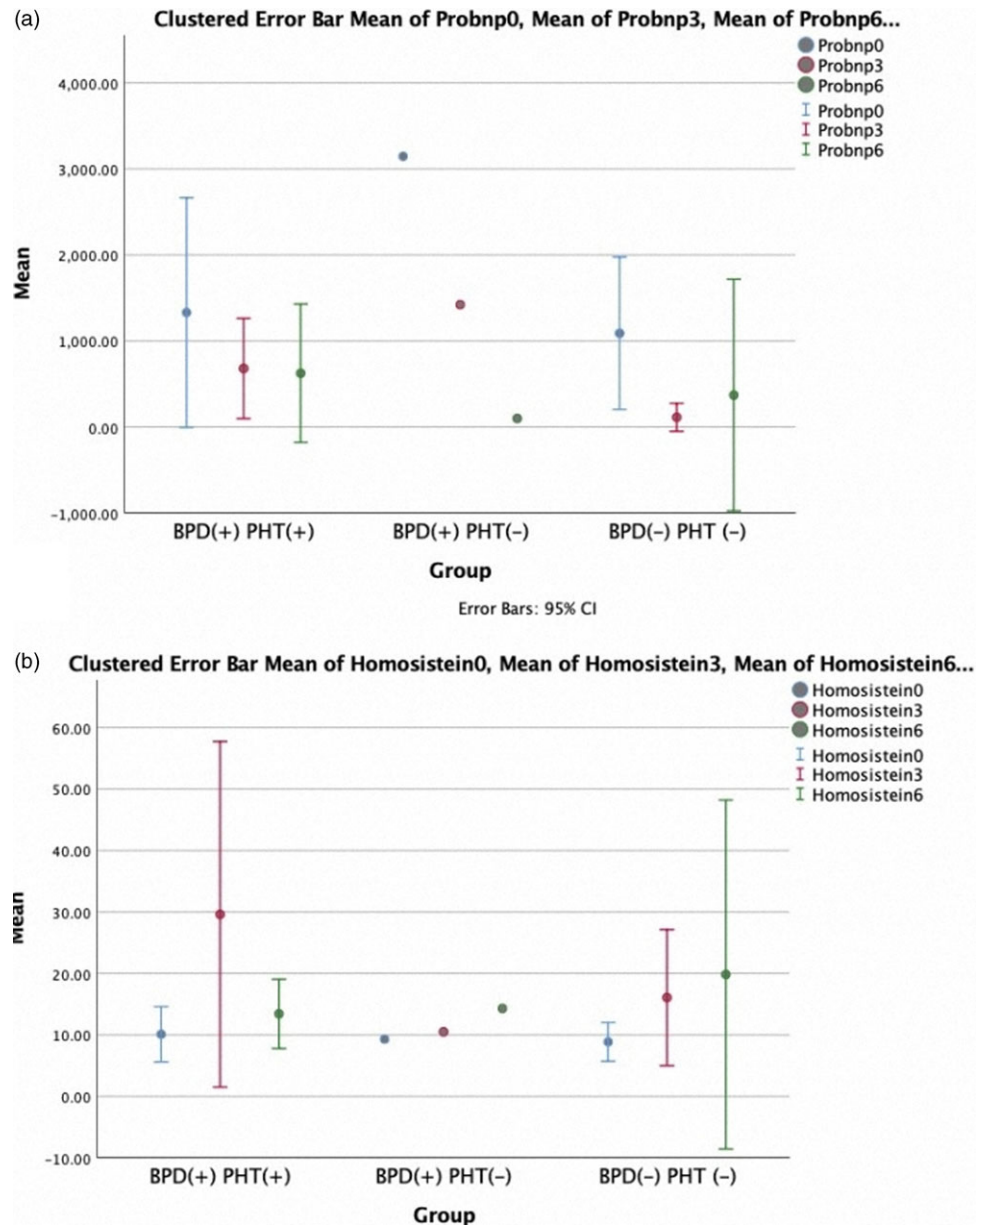 (a)
Clustered Error Bar Mean of Probnp0, Mean of Probnp3, Mean of Probnp6...
Probnp0
Probnp3
Probnp6
Probnp0
Probnp3
Probnp6
4,000.00
3,000.00
2,000.00
1,000.00
0.00
−1,000.00
Mean
BPD(+) PHT(+) BPD(+) PHT(−) BPD(−) PHT (−)
Group
Error Bars: 95% CI
(b)
Clustered Error Bar Mean of Homosistein0, Mean of Homosistein3, Mean of Homosistein6...
Homosistein0
Homosistein3
Homosistein6
Homosistein0
Homosistein3
Homosistein6
60.00
50.00
40.00
30.00
20.00
10.00
0.00
−10.00
Mean
BPD(+) PHT(+) BPD(+) PHT(−) BPD(−) PHT (−)
Group